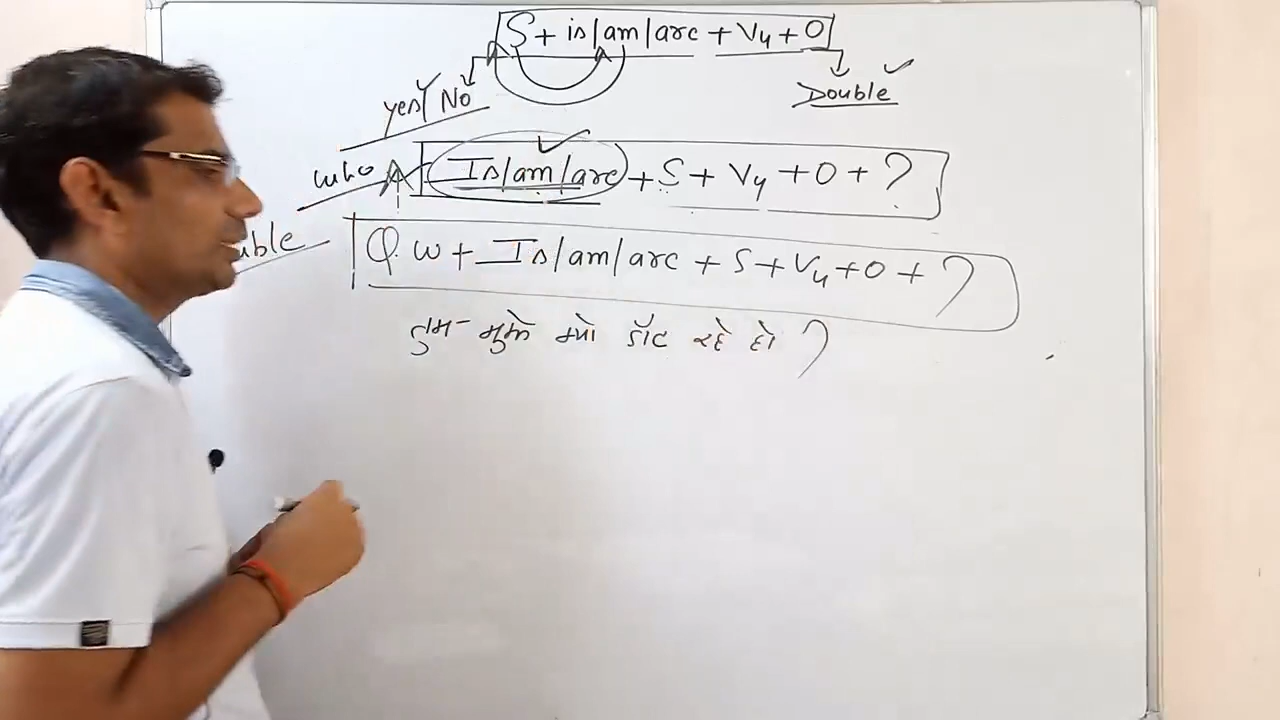 S + is/am/are + V4 + O
yes/ No
Double
who
Is/am/are + S + V4 + O + ?
uble
Q.w + Is/am/are + S + V4 + O + ?
तुम मुझे क्यों डाँट रहे हो ?